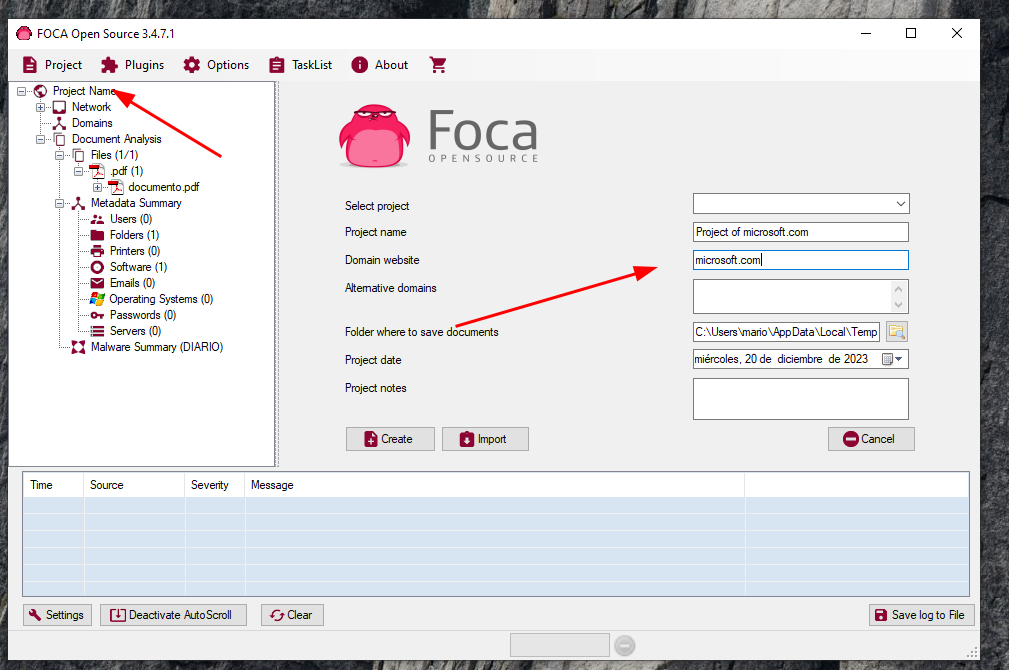 FOCA Open Source 3.4.7.1
Project Plugins Options TaskList About
Project Name
Network
Domains
Document Analysis
Files (1/1)
.pdf (1)
documento.pdf
Metadata Summary
Users (0)
Folders (1)
Printers (0)
Software (1)
Emails (0)
Operating Systems (0)
Passwords (0)
Servers (0)
Malware Summary (DIARIO)
Foca
OPENSOURCE
Select project
Project name Project of microsoft.com
Domain website microsoft.com
Alternative domains
Folder where to save documents C:\Users\mario\AppData\Local\Temp
Project date miércoles, 20 de diciembre de 2023
Project notes
Create Import Cancel
Time Source Severity Message
Settings Deactivate AutoScroll Clear Save log to File